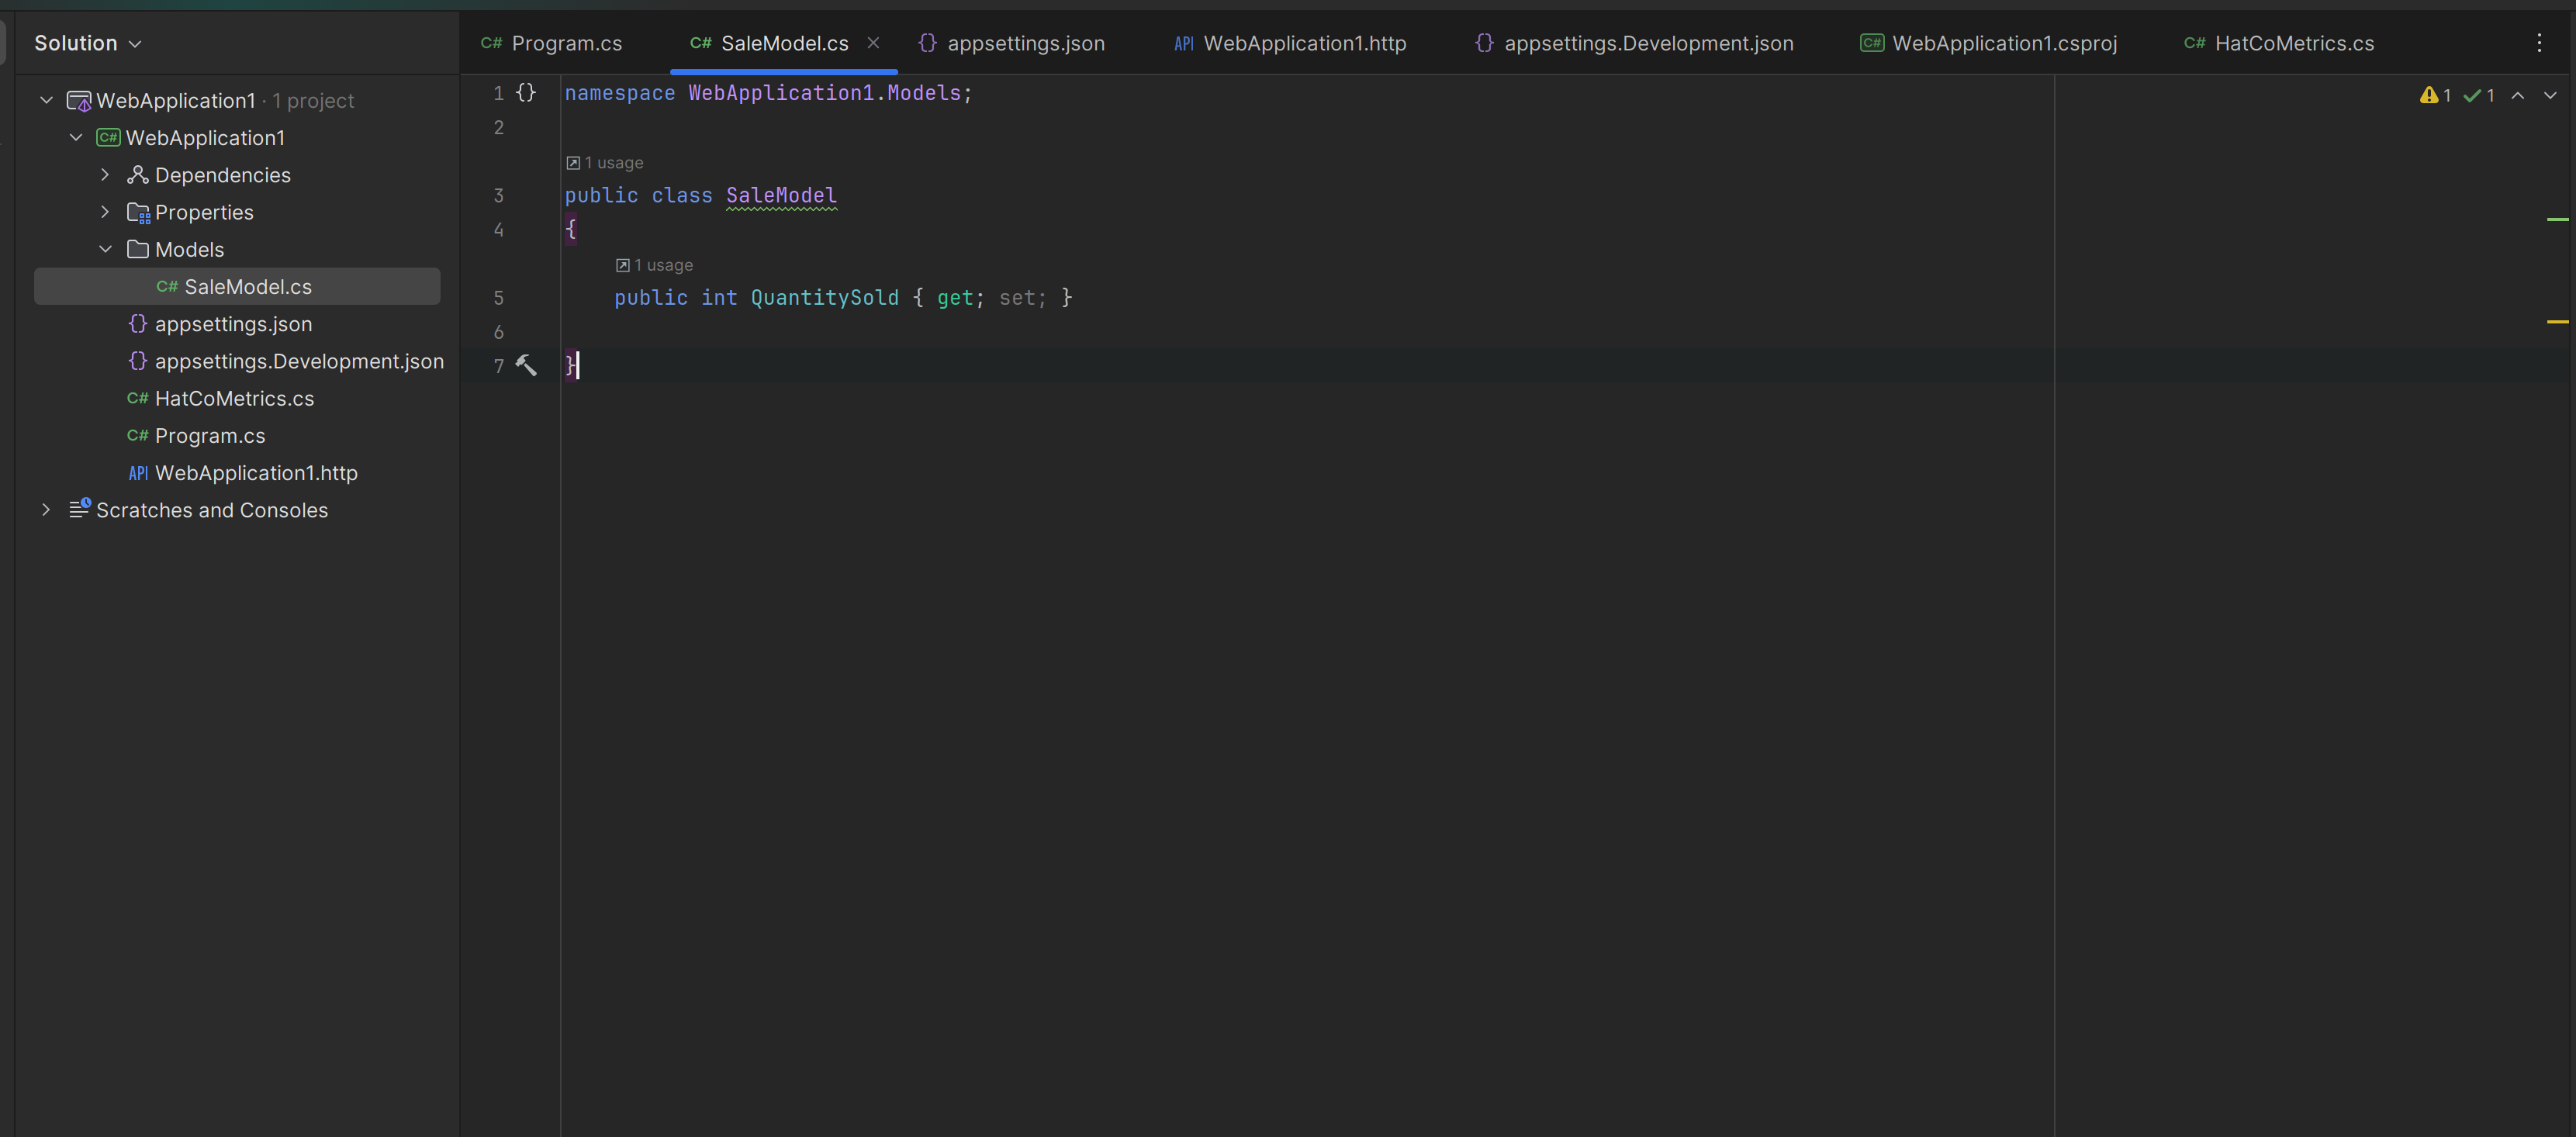 Solution
C# Program.cs
C# SaleModel.cs
{} appsettings.json
API WebApplication1.http
{} appsettings.Development.json
C# WebApplication1.csproj
C# HatCoMetrics.cs
WebApplication1 · 1 project
C# WebApplication1
Dependencies
Properties
Models
C# SaleModel.cs
{} appsettings.json
{} appsettings.Development.json
C# HatCoMetrics.cs
C# Program.cs
API WebApplication1.http
Scratches and Consoles
1 {} namespace WebApplication1.Models;
1 1
2
1 usage
3 public class SaleModel
4 {
1 usage
5 public int QuantitySold { get; set; }
6
7 }